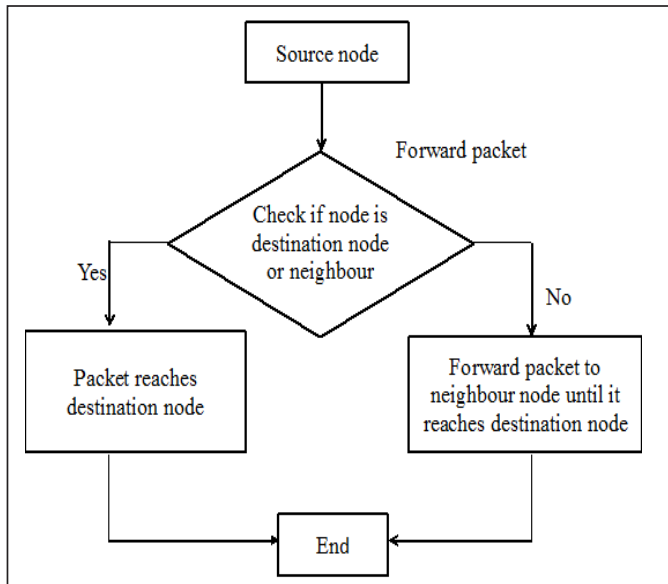 Source node
Forward packet
Check if node is
destination node
or neighbour
Yes
No
Packet reaches
destination node
Forward packet to
neighbour node until it
reaches destination node
End